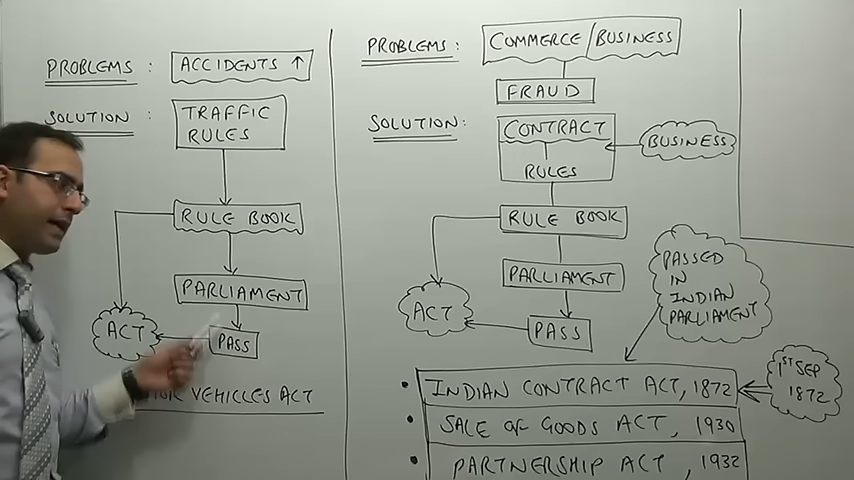 PROBLEMS : ACCIDENTS ↑
SOLUTION : TRAFFIC
RULES
RULE BOOK
PARLIAMENT
ACT
PASS
VEHICLES ACT
PROBLEMS : COMMERCE/BUSINESS
FRAUD
SOLUTION: CONTRACT
RULES
BUSINESS
RULE BOOK
PARLIAMENT
ACT
PASS
PASSED
IN
INDIAN
PARLIAMENT
• INDIAN CONTRACT ACT, 1872
• SALE OF GOODS ACT, 1930
• PARTNERSHIP ACT, 1932
1ST SEP
1872